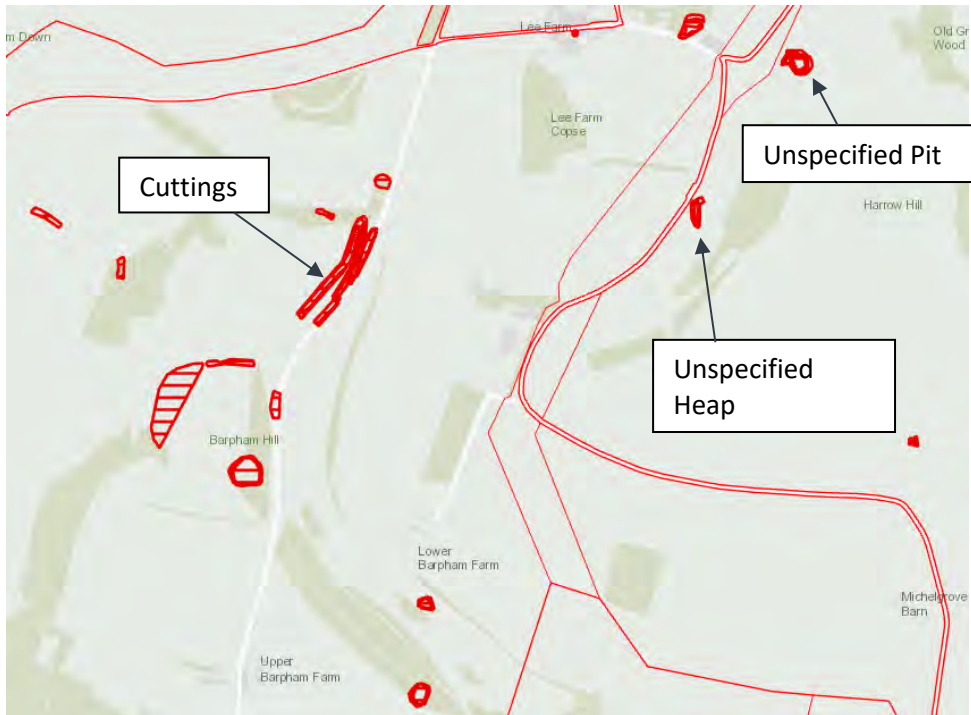 m Down
Lee Farm
Old Gr
Wood
Lee Farm
Copse
Unspecified Pit
Cuttings
Harrow Hill
Unspecified
Heap
Barpham Hill
Lower
Barpham Farm
Michelgrove
Barn
Upper
Barpham Farm